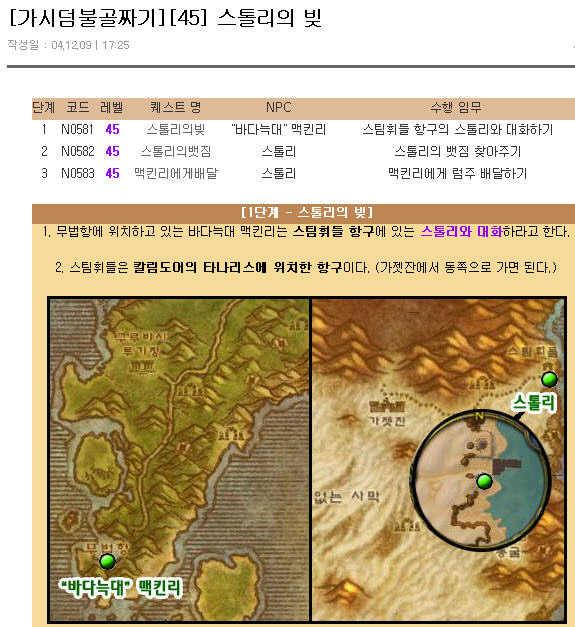 [가시덤불골짜기][45] 스톨리의 빚
작성일 : 04.12.09 | 17:25
단계 코드 레벨 퀘스트 명 NPC 수행 임무
1 N0581 45 스톨리의빚 "바다늑대" 맥킨리 스팀휘들 항구의 스톨리와 대화하기
2 N0582 45 스톨리의뱃짐 스톨리 스톨리의 뱃짐 찾아주기
3 N0583 45 맥킨리에게배달 스톨리 맥킨리에게 럼주 배달하기
[1단계 - 스톨리의 빚]
1. 무법항에 위치하고 있는 바다늑대 맥킨리는 스팀휘들 항구에 있는 스톨리와 대화하라고 한다.
2. 스팀휘들은 칼림도어의 타나리스에 위치한 항구이다. (가젯잔에서 동쪽으로 가면 된다.)
구루바시
투기장
스팀휘들
스톨리
가젯잔
N
없는 사막
무법항
동굴
"바다늑대" 맥킨리